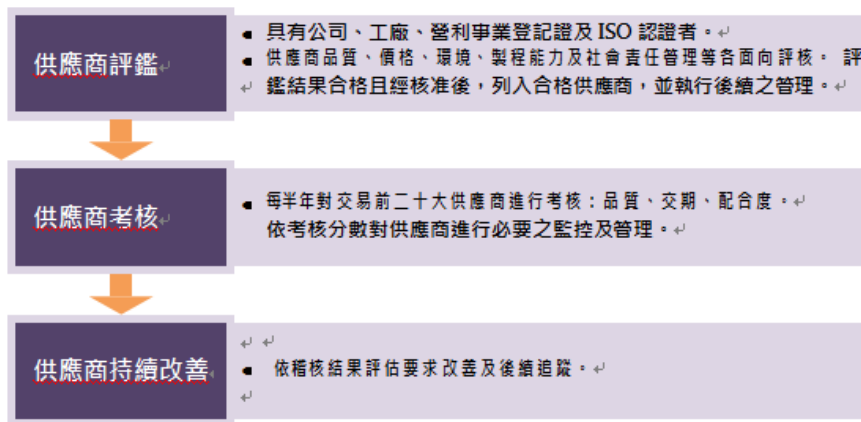 供應商評鑑
具有公司、工廠、營利事業登記證及 ISO 認證者。
供應商品質、價格、環境、製程能力及社會責任管理等各面向評核。 評
鑑結果合格且經核准後，列入合格供應商，並執行後續之管理。
供應商考核
每半年對交易前二十大供應商進行考核：品質、交期、配合度。
依考核分數對供應商進行必要之監控及管理。
供應商持續改善
依稽核結果評估要求改善及後續追蹤。